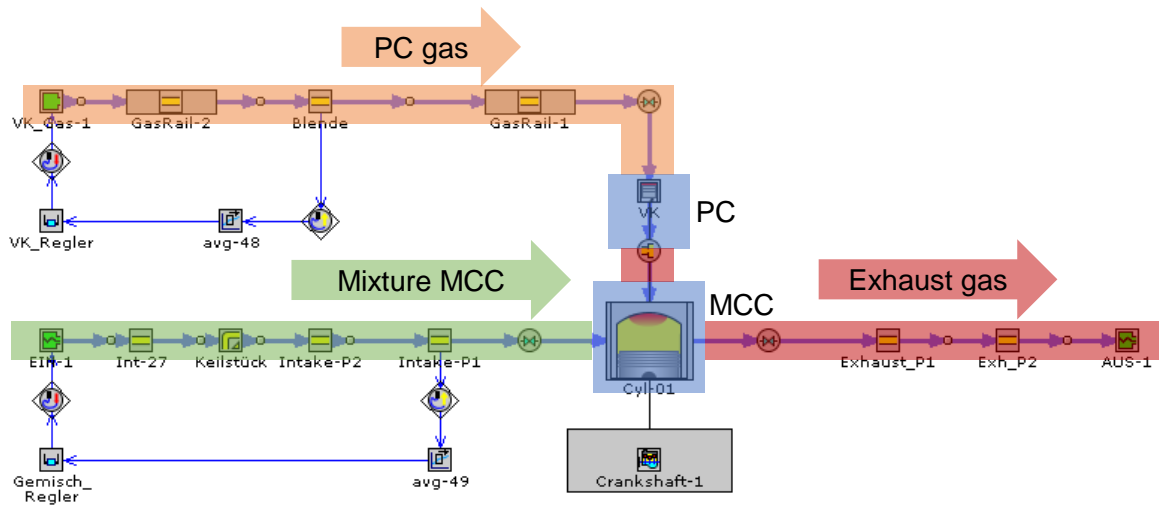 PC gas
VK_Gas-1
GasRail-2
Blende
GasRail-1
VK
PC
VK_Regler
avg-48
Mixture MCC
MCC
Exhaust gas
EIN-1
Int-27
Keilstück
Intake-P2
Intake-P1
Cyl-01
Exhaust_P1
Exh_P2
AUS-1
Gemisch_
Regler
avg-49
Crankshaft-1